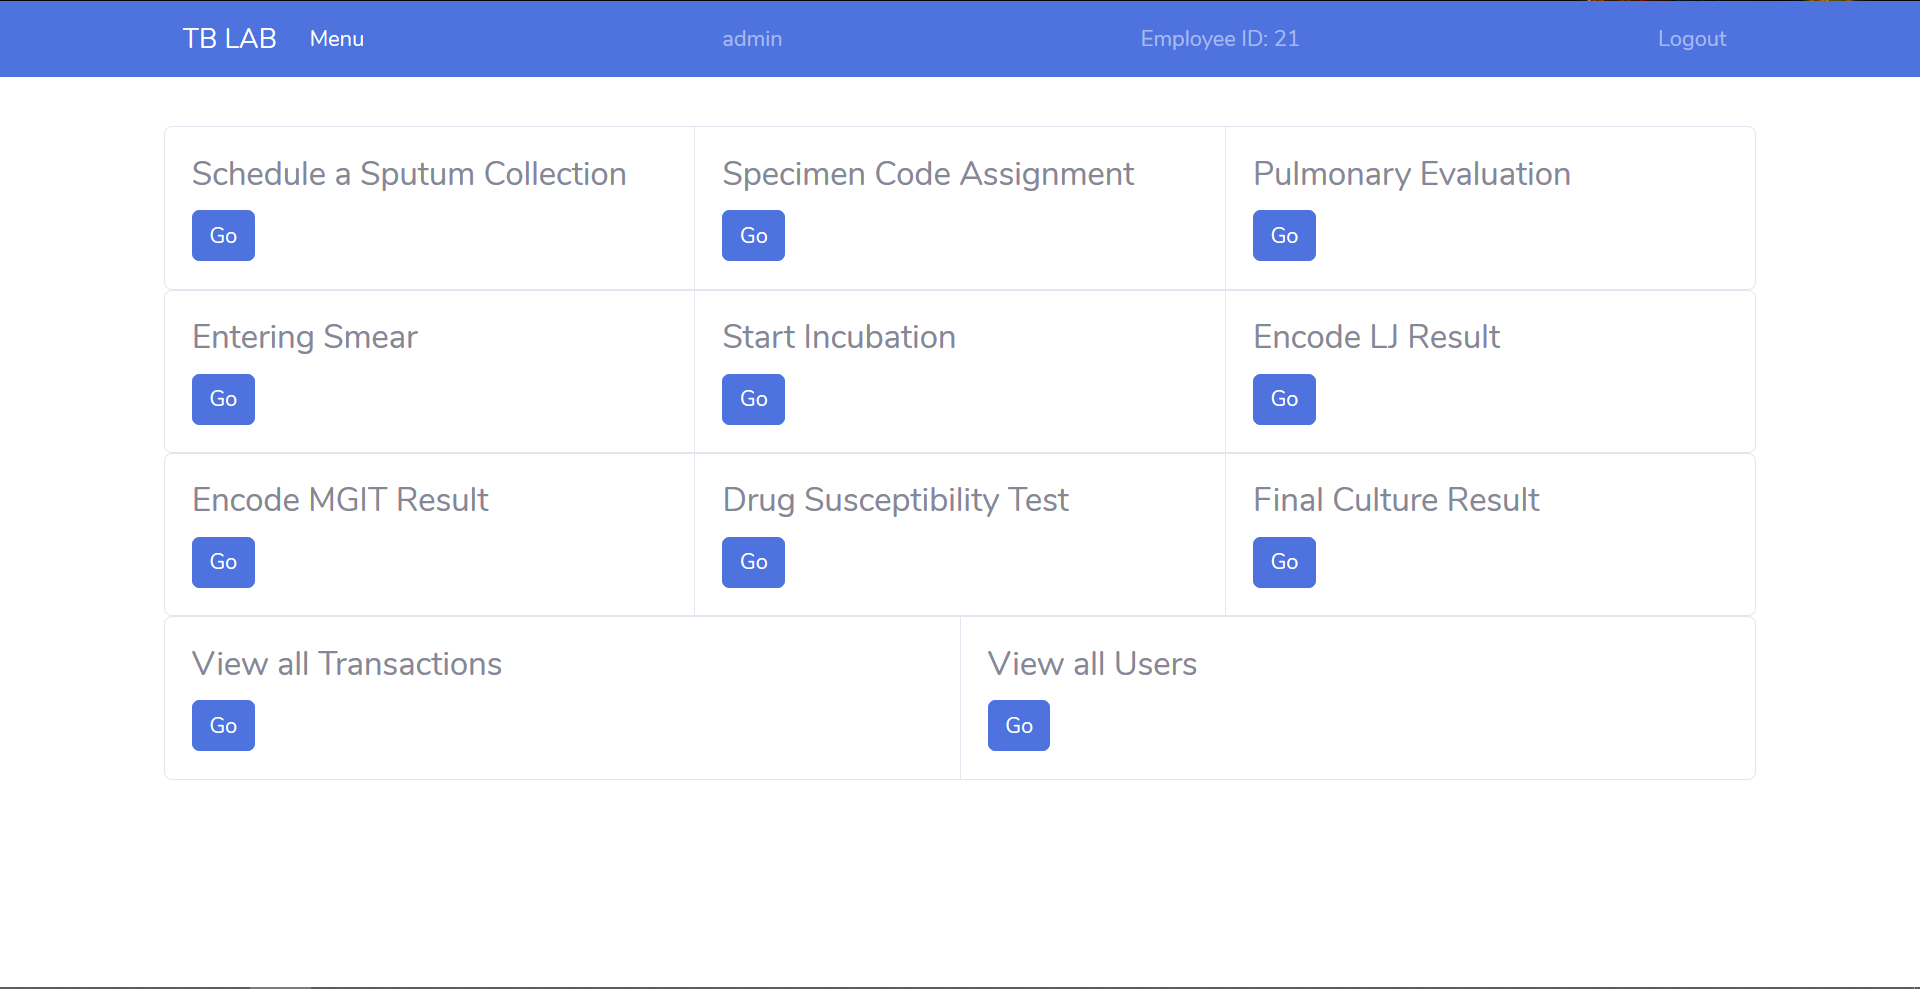 TB LAB Menu admin Employee ID: 21 Logout
Schedule a Sputum Collection
Go
Specimen Code Assignment
Go
Pulmonary Evaluation
Go
Entering Smear
Go
Start Incubation
Go
Encode LJ Result
Go
Encode MGIT Result
Go
Drug Susceptibility Test
Go
Final Culture Result
Go
View all Transactions
Go
View all Users
Go